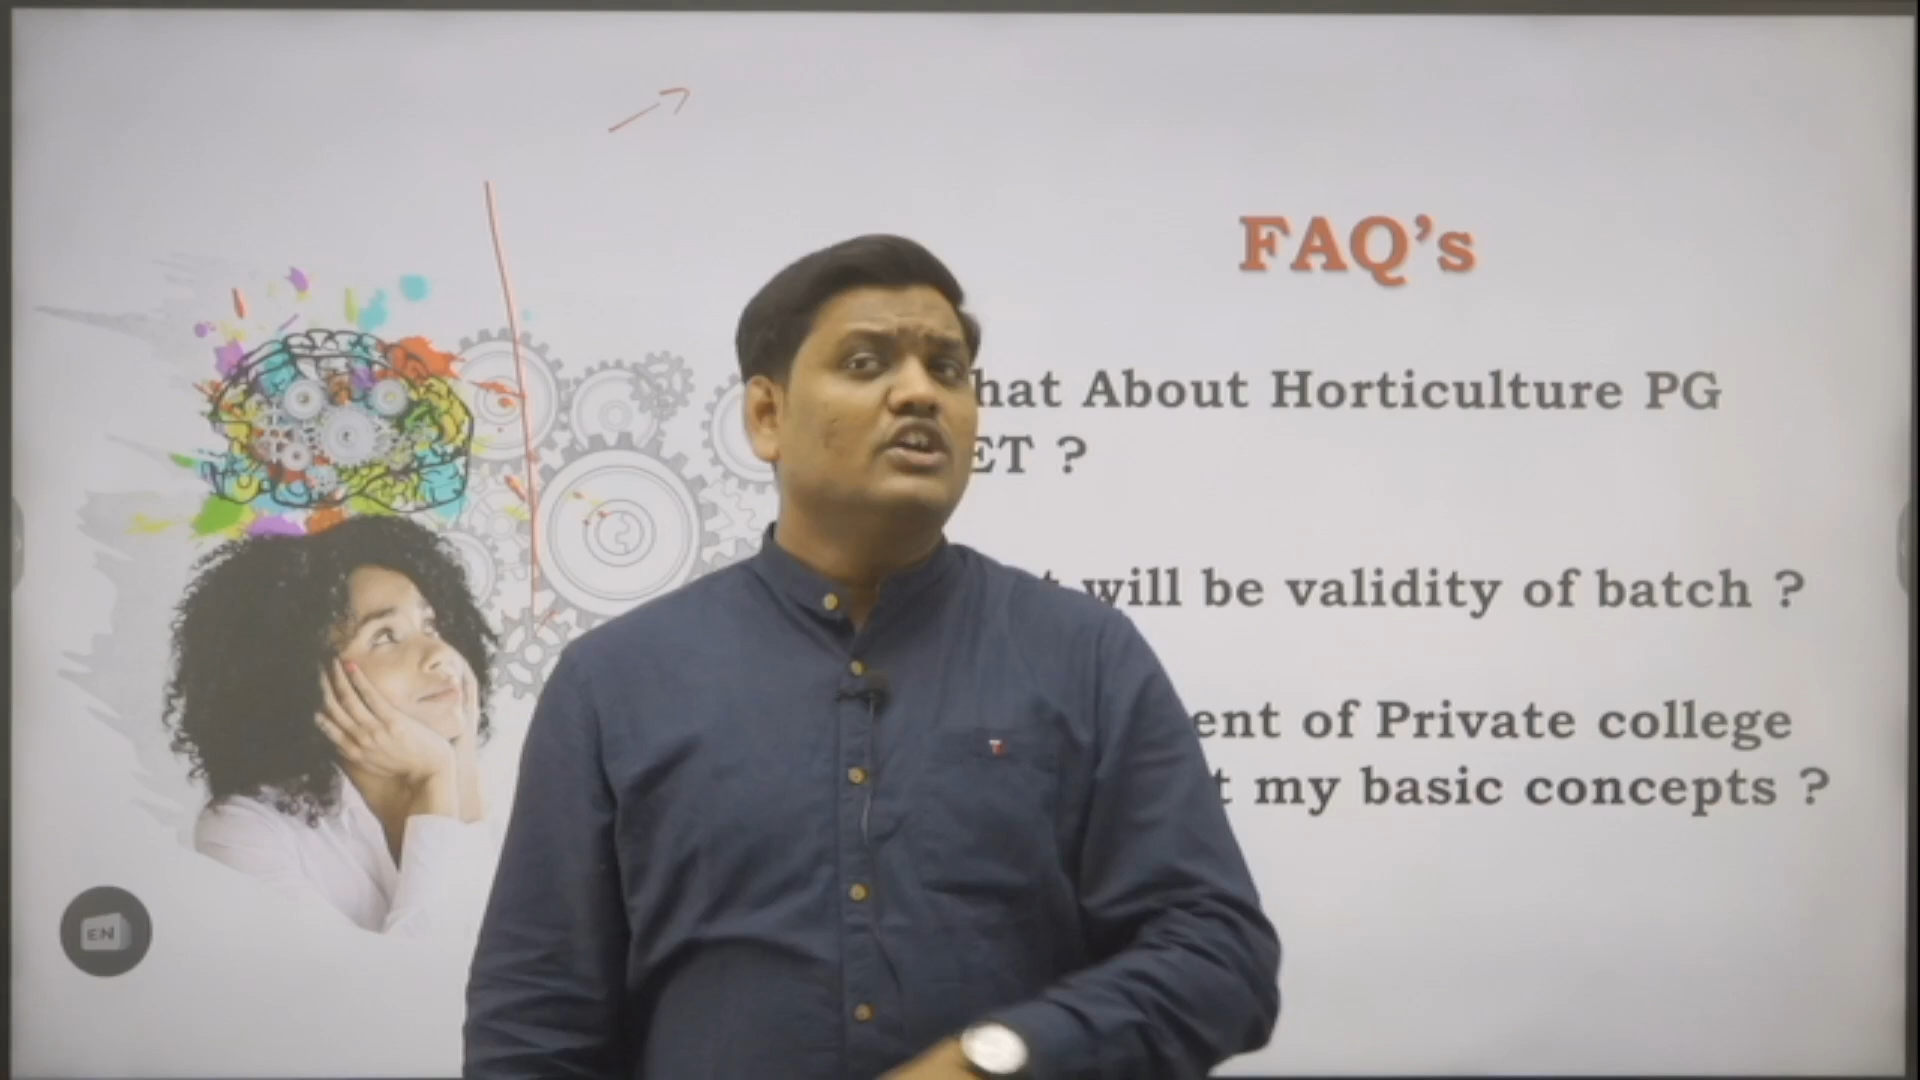 FAQ's
hat About Horticulture PG
ET ?
will be validity of batch ?
ent of Private college
t my basic concepts ?
EN